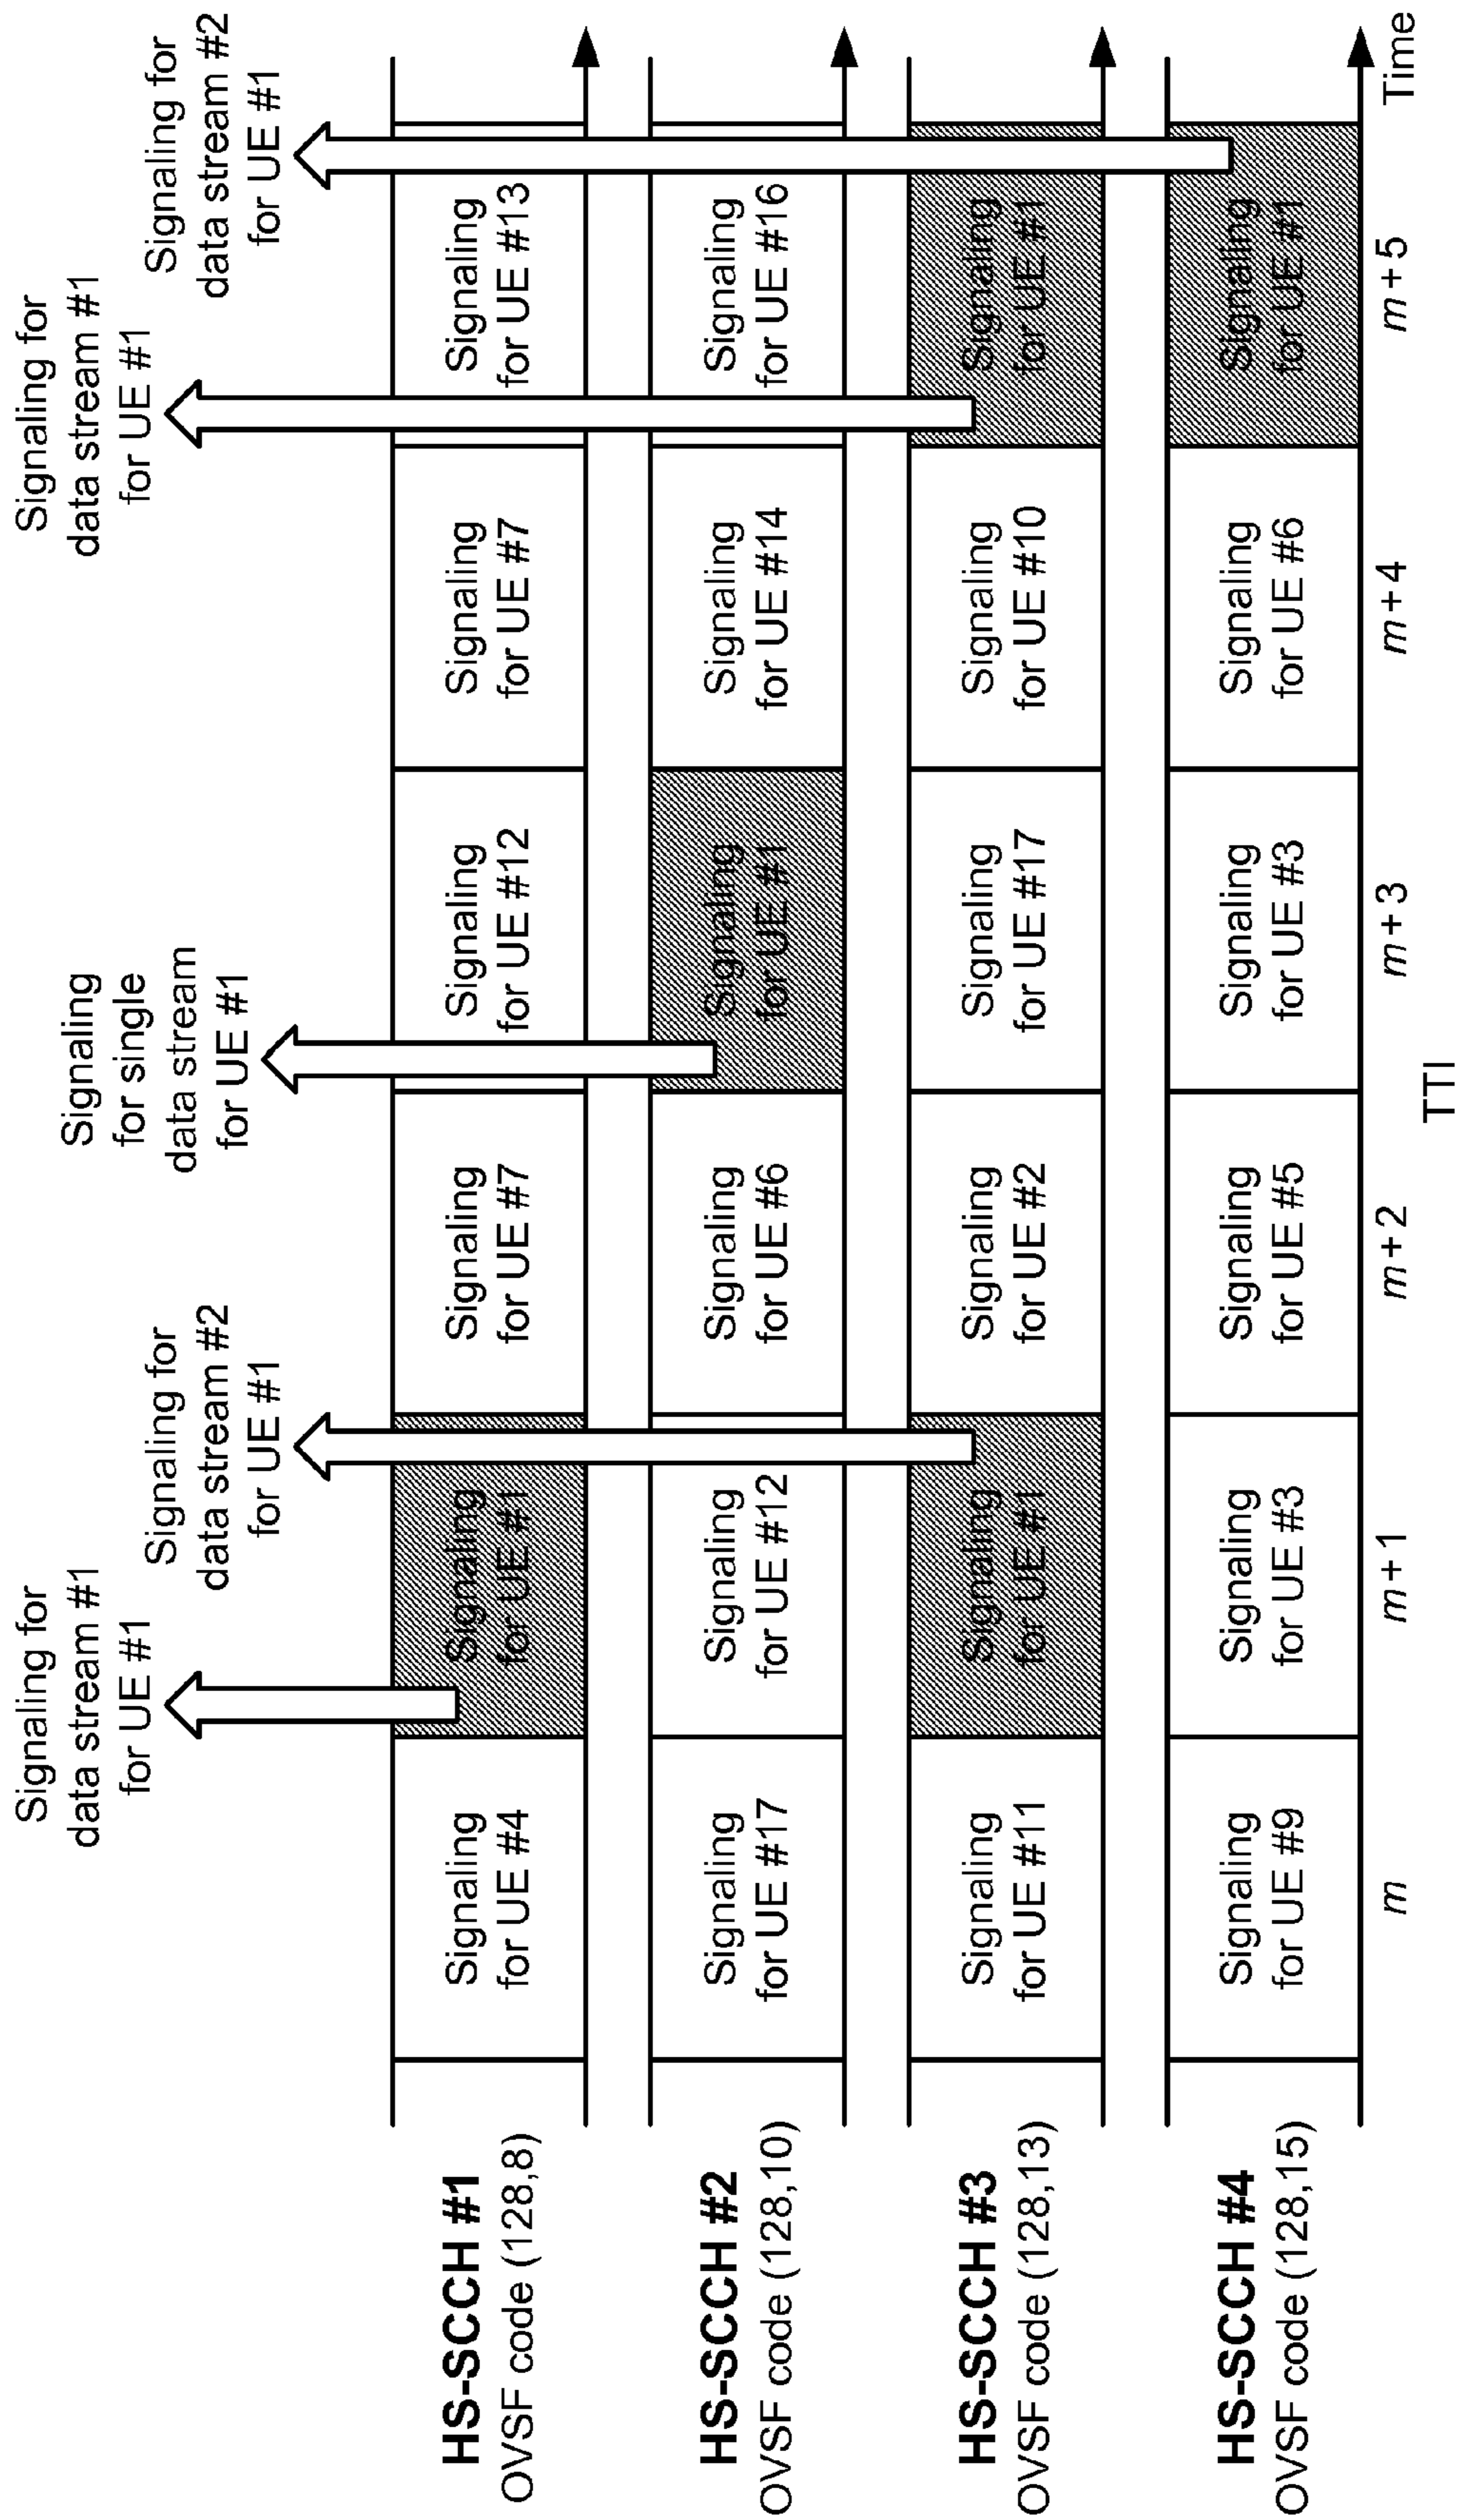 Signaling for
data stream #1
for UE #1
Signaling for
data stream #2
for UE #1
Signaling
for single
data stream
for UE #1
Signaling for
data stream #1
for UE #1
Signaling for
data stream #2
for UE #1
HS-SCCH #1
OVSF code (128,8)
Signaling
for UE #4
Signaling
for UE #1
Signaling
for UE #7
Signaling
for UE #12
Signaling
for UE #7
Signaling
for UE #13
HS-SCCH #2
OVSF code (128,10)
Signaling
for UE #17
Signaling
for UE #12
Signaling
for UE #6
Signaling
for UE #1
Signaling
for UE #14
Signaling
for UE #16
HS-SCCH #3
OVSF code (128,13)
Signaling
for UE #11
Signaling
for UE #1
Signaling
for UE #2
Signaling
for UE #17
Signaling
for UE #10
Signaling
for UE #1
HS-SCCH #4
OVSF code (128,15)
Signaling
for UE #9
Signaling
for UE #3
Signaling
for UE #5
Signaling
for UE #3
Signaling
for UE #6
Signaling
for UE #1
m
m + 1
m + 2
m + 3
m + 4
m + 5
Time
TTI